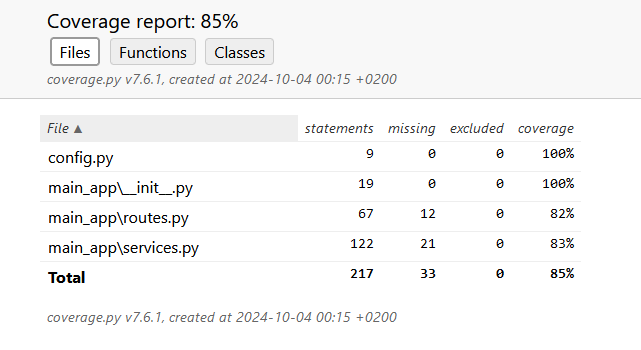 Coverage report: 85%
Files Functions Classes
coverage.py v7.6.1, created at 2024-10-04 00:15 +0200
File ▲ statements missing excluded coverage
config.py 9 0 0 100%
main_app\__init__.py 19 0 0 100%
main_app\routes.py 67 12 0 82%
main_app\services.py 122 21 0 83%
Total 217 33 0 85%
coverage.py v7.6.1, created at 2024-10-04 00:15 +0200